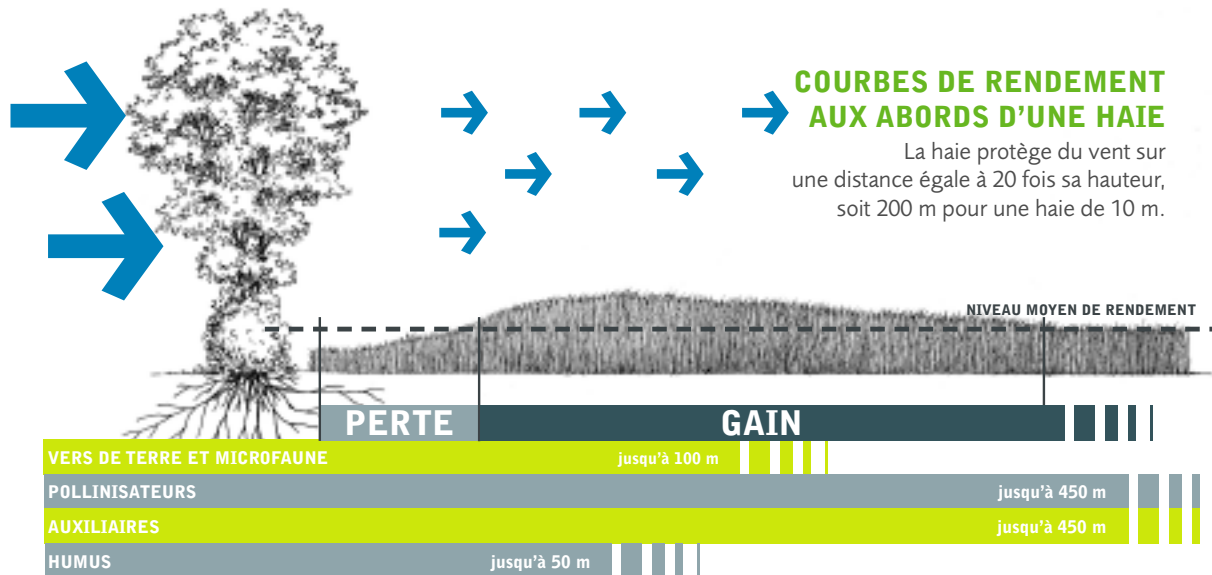 COURBES DE RENDEMENT
AUX ABORDS D'UNE HAIE
La haie protège du vent sur
une distance égale à 20 fois sa hauteur,
soit 200 m pour une haie de 10 m.
NIVEAU MOYEN DE RENDEMENT
PERTE
GAIN
VERS DE TERRE ET MICROFAUNE jusqu'à 100 m
POLLINISATEURS jusqu'à 450 m
AUXILIAIRES jusqu'à 450 m
HUMUS jusqu'à 50 m